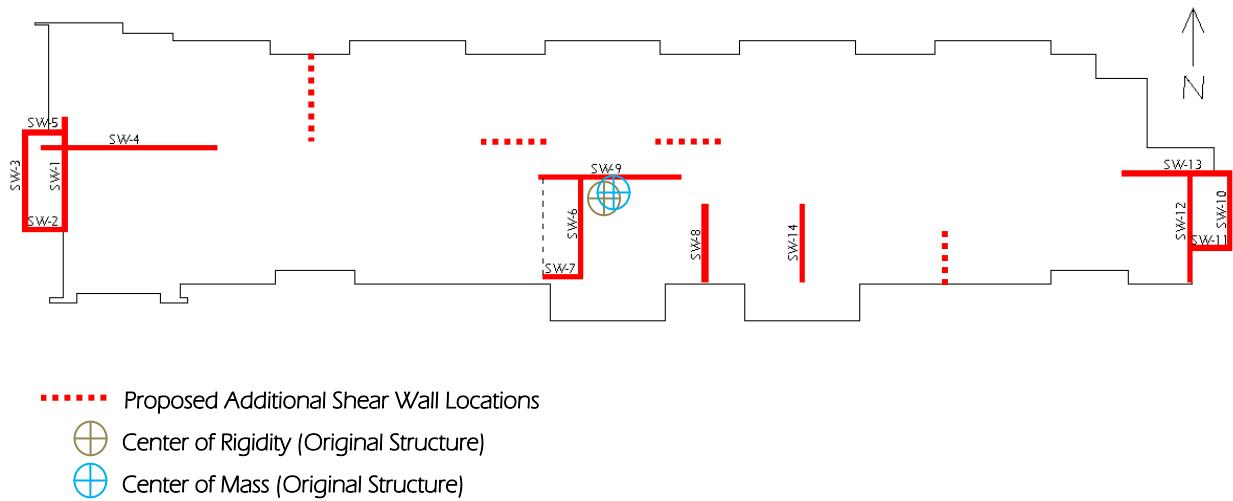 N
SW-5
SW-4
SW-3
SW-1
SW-2
SW-9
SW-6
SW-7
SW-8
SW-14
SW-13
SW-12
SW-10
SW-11
Proposed Additional Shear Wall Locations
Center of Rigidity (Original Structure)
Center of Mass (Original Structure)